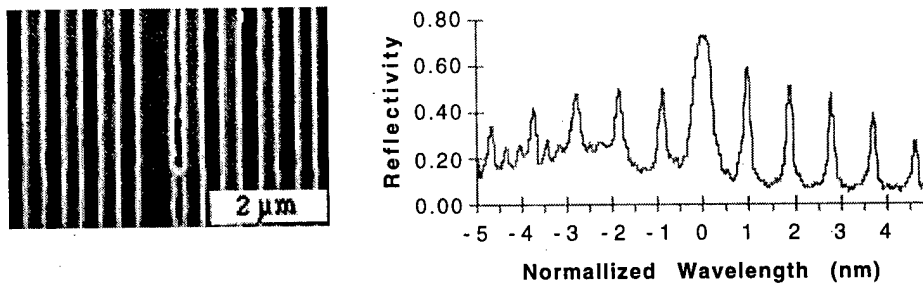 2 µm
0.80
0.60
0.40
0.20
0.00
Reflectivity
-5 -4 -3 -2 -1 0 1 2 3 4
Normallized Wavelength (nm)